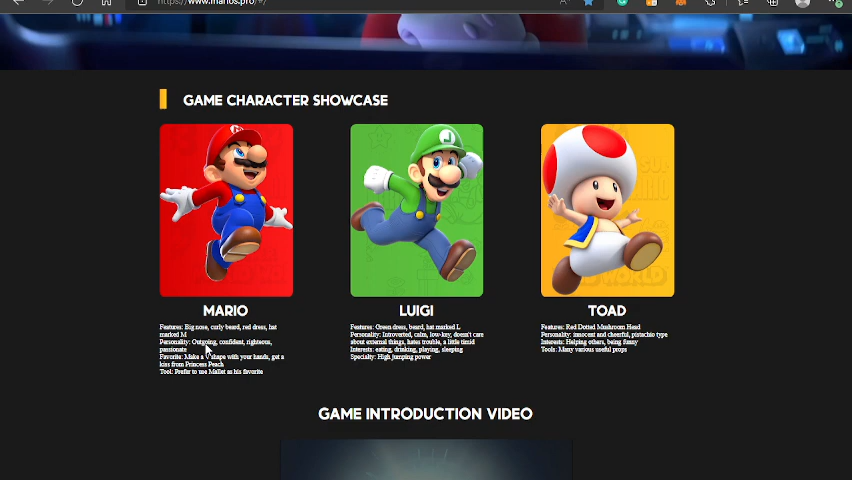 https://www.marios.pro/#/
GAME CHARACTER SHOWCASE
M
L
MARIO
Features: Big nose, curly beard, red dress, hat
marked M
Personality: Outgoing, confident, righteous,
passionate
Favorite: Make a V shape with your hands, get a
kiss from Princess Peach
Tool: Prefer to use Mallet as his favorite
LUIGI
Features: Green dress, beard, hat marked L
Personality: Introverted, calm, low-key, doesn't care
about external things, hates trouble, a little timid
Interests: eating, drinking, playing, sleeping
Specialty: High jumping power
TOAD
Features: Red Dotted Mushroom Head
Personality: innocent and cheerful, pistachio type
Interests: Helping others, being funny
Tools: Many various useful props
GAME INTRODUCTION VIDEO